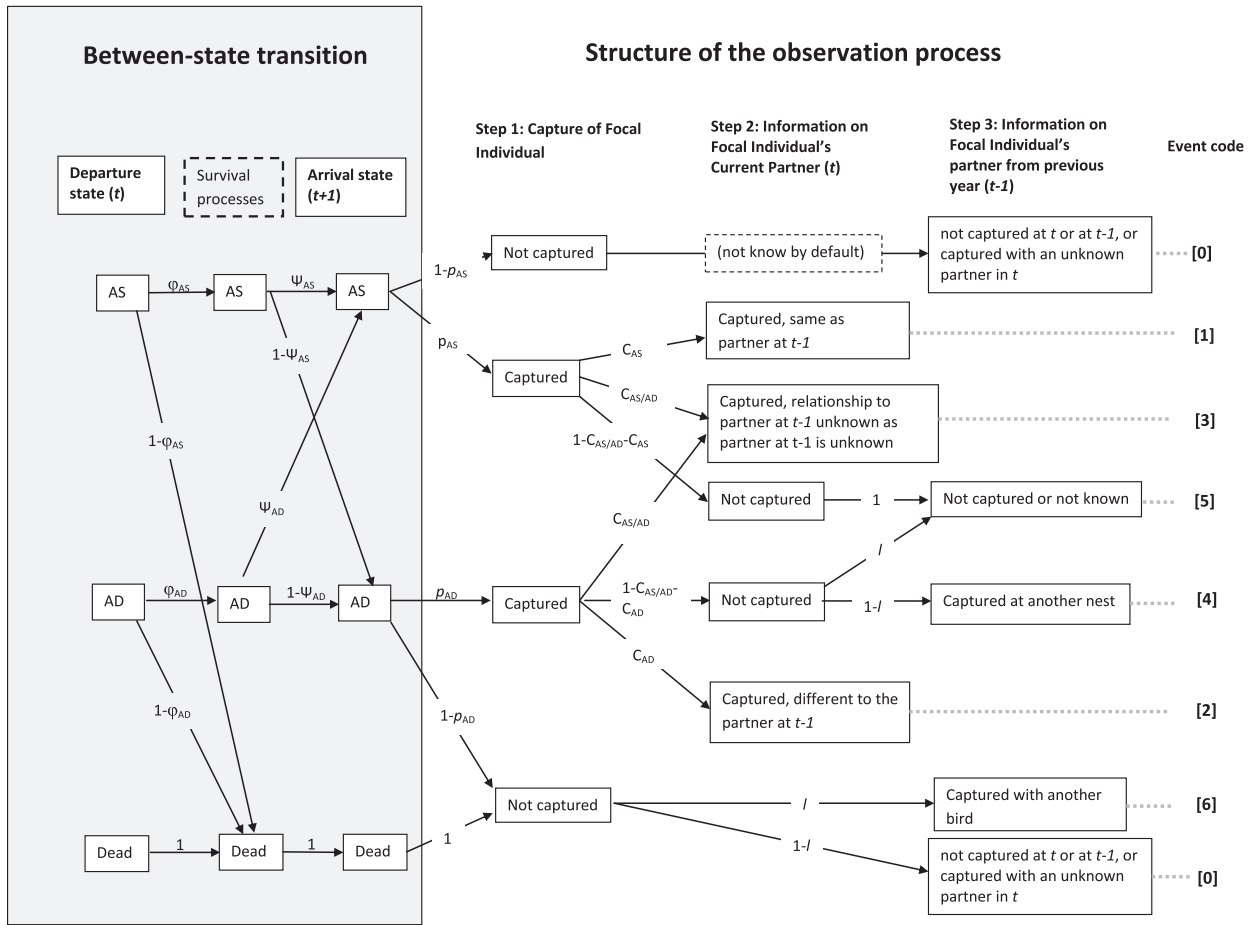 Between-state transition
Structure of the observation process
Step 1: Capture of Focal
Individual
Step 2: Information on
Focal Individual's
Current Partner (t)
Step 3: Information on
Focal Individual's
partner from previous
year (t-1)
Event code
Departure
state (t)
Survival
processes
Arrival state
(t+1)
AS
φAS
AS
ΨAS
AS
1-pAS
Not captured
(not know by default)
not captured at t or at t-1, or
captured with an unknown
partner in t
[0]
1-ΨAS
pAS
Captured
CAS
Captured, same as
partner at t-1
[1]
CAS/AD
Captured, relationship to
partner at t-1 unknown as
partner at t-1 is unknown
[3]
1-φAS
1-CAS/AD-CAS
Not captured
1
Not captured or not known
[5]
ΨAD
CAS/AD
l
AD
φAD
AD
1-ΨAD
AD
pAD
Captured
1-CAS/AD-
CAD
Not captured
1-l
Captured at another nest
[4]
CAD
1-φAD
1-pAD
Captured, different to the
partner at t-1
[2]
Not captured
l
Captured with another
bird
[6]
Dead
1
Dead
1
Dead
1
1-l
not captured at t or at t-1, or
captured with an unknown
partner in t
[0]